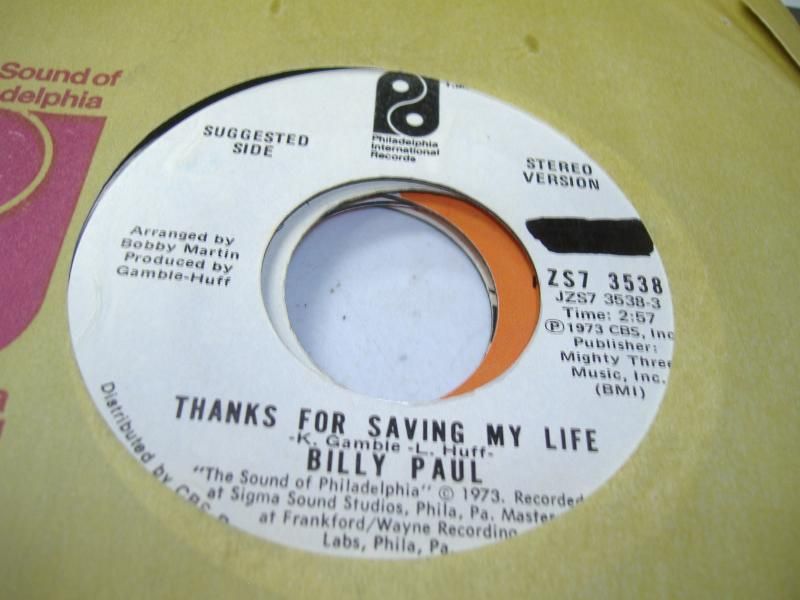 Sound of
delphia
SUGGESTED
SIDE
Philadelphia
International
Records
STEREO
VERSION
Arranged by
Bobby Martin
Produced by
Gamble-Huff
ZS7 3538
JZS7 3538-3
Time: 2:57
Ⓟ1973 CBS, Inc
Publisher:
Mighty Three
Music, Inc.
(BMI)
THANKS FOR SAVING MY LIFE
-K. Gamble -L. Huff-
BILLY PAUL
"The Sound of Philadelphia" © 1973. Recorded
at Sigma Sound Studios, Phila, Pa. Master
at Frankford/Wayne Recording
Labs, Phila, Pa.
Distributed by CBS